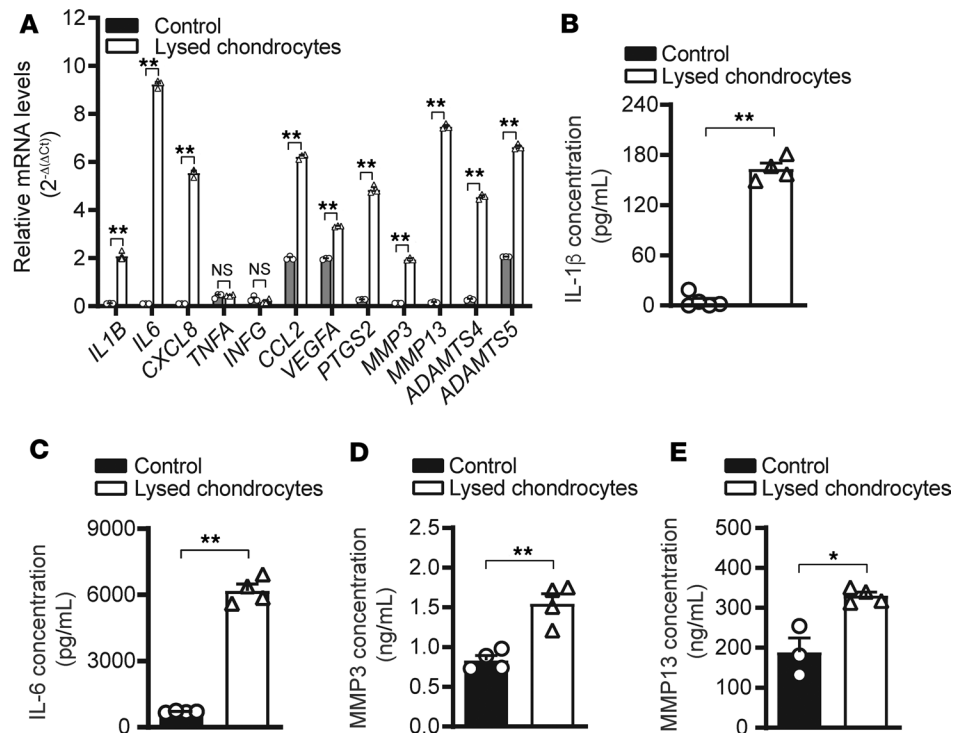 A
Control
Lysed chondrocytes
Relative mRNA levels
(2-Δ(ΔCt))
12
10
8
6
4
2
0
** ** ** NS NS ** ** ** ** ** ** **
IL1B IL6 CXCL8 TNFA INFG CCL2 VEGFA PTGS2 MMP3 MMP13 ADAMTS4 ADAMTS5
B
Control
Lysed chondrocytes
IL-1β concentration
(pg/mL)
240
180
120
60
0
**
C
Control
Lysed chondrocytes
IL-6 concentration
(pg/mL)
9000
6000
3000
0
**
D
Control
Lysed chondrocytes
MMP3 concentration
(ng/mL)
2.5
2.0
1.5
1.0
0.5
0.0
**
E
Control
Lysed chondrocytes
MMP13 concentration
(ng/mL)
500
400
300
200
100
0
*